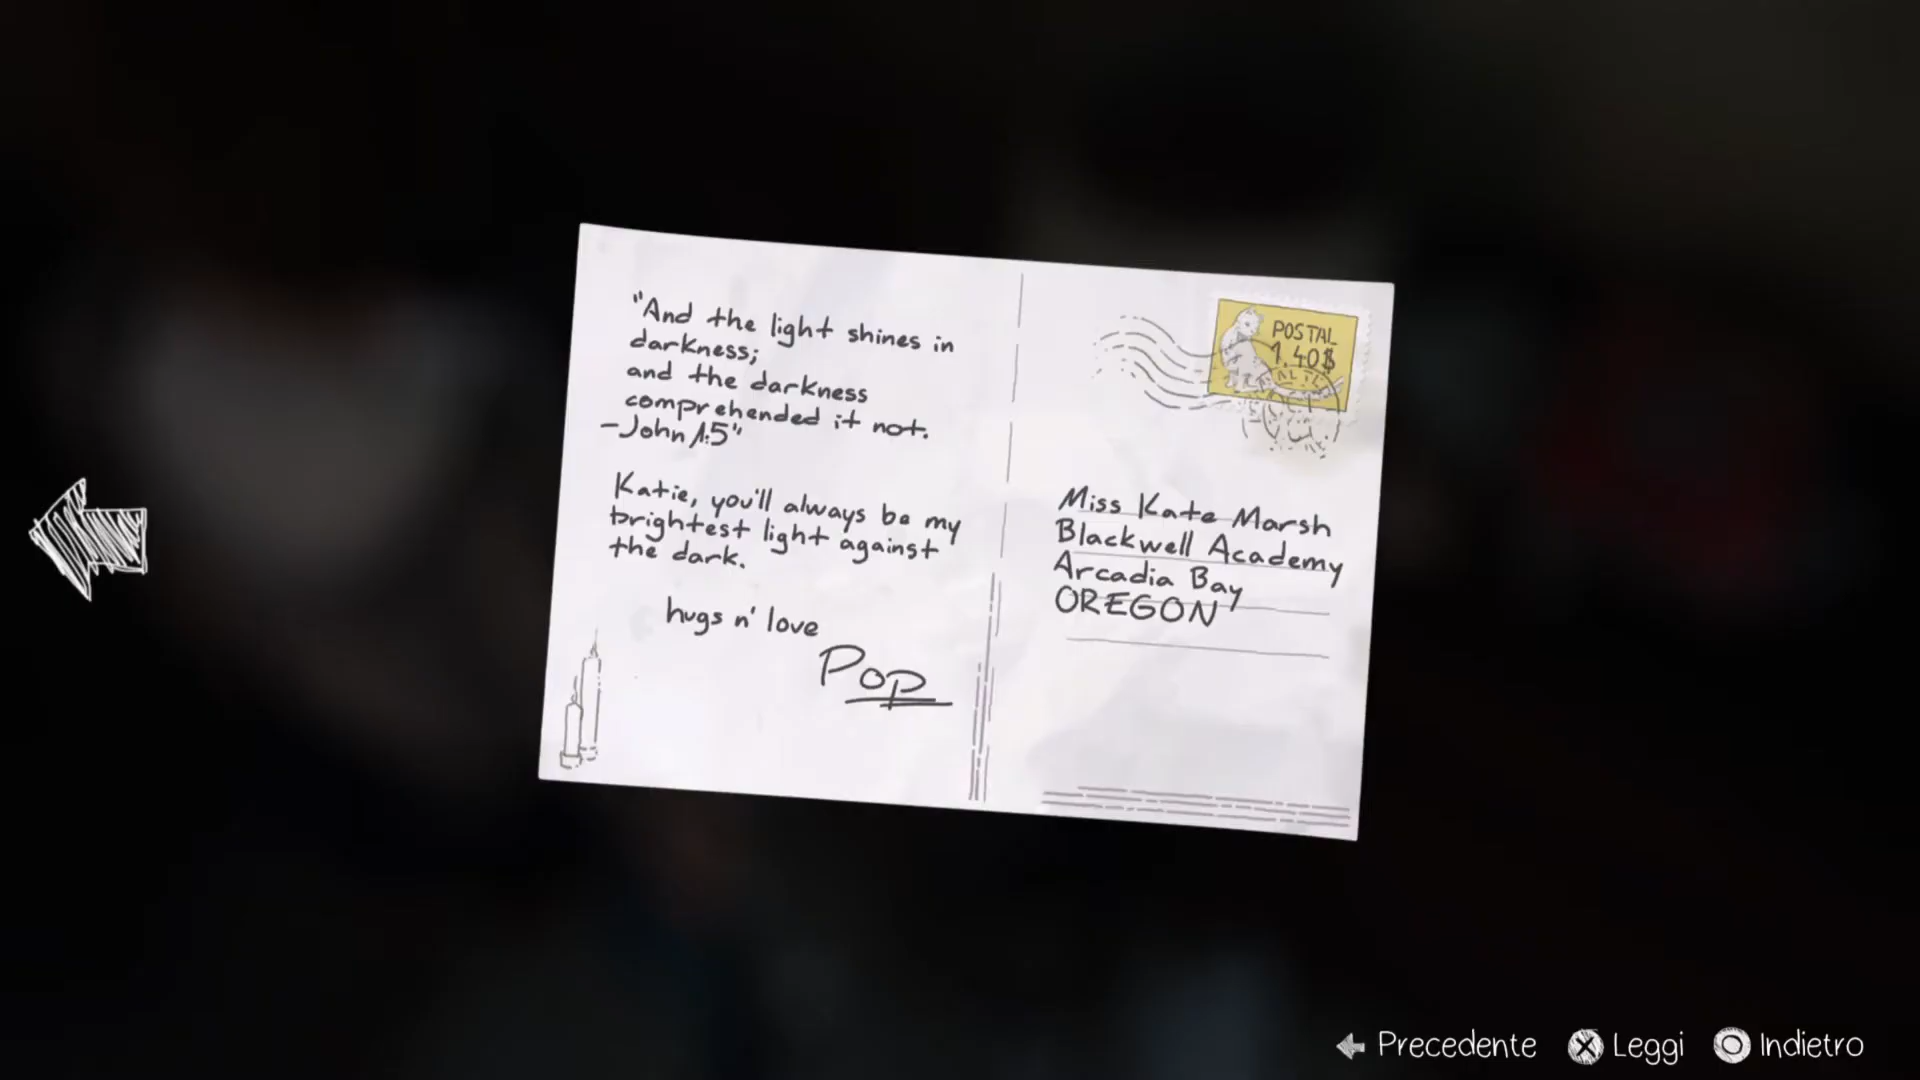 "And the light shines in
darkness;
and the darkness
comprehended it not.
-John 1:5"
Katie, you'll always be my
brightest light against
the dark.
hugs n' love
Pop
POSTAL
1.40$
Miss Kate Marsh
Blackwell Academy
Arcadia Bay
OREGON
Precedente
Leggi
Indietro